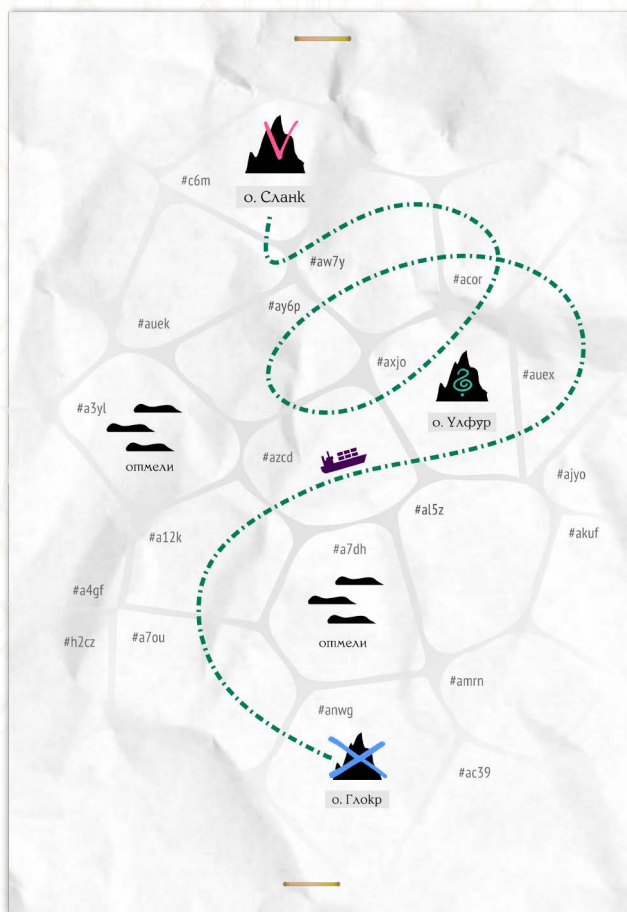 о. Сланк
#c6m
#aw7y
#acor
#ay6p
#auek
#axjo
#auex
#a3yl
о. Улфур
отмели
#azcd
#ajyo
#al5z
#akuf
#a12k
#a7dh
#a4gf
отмели
#h2cz
#a7ou
#amrn
#anwg
#ac39
о. Глокр